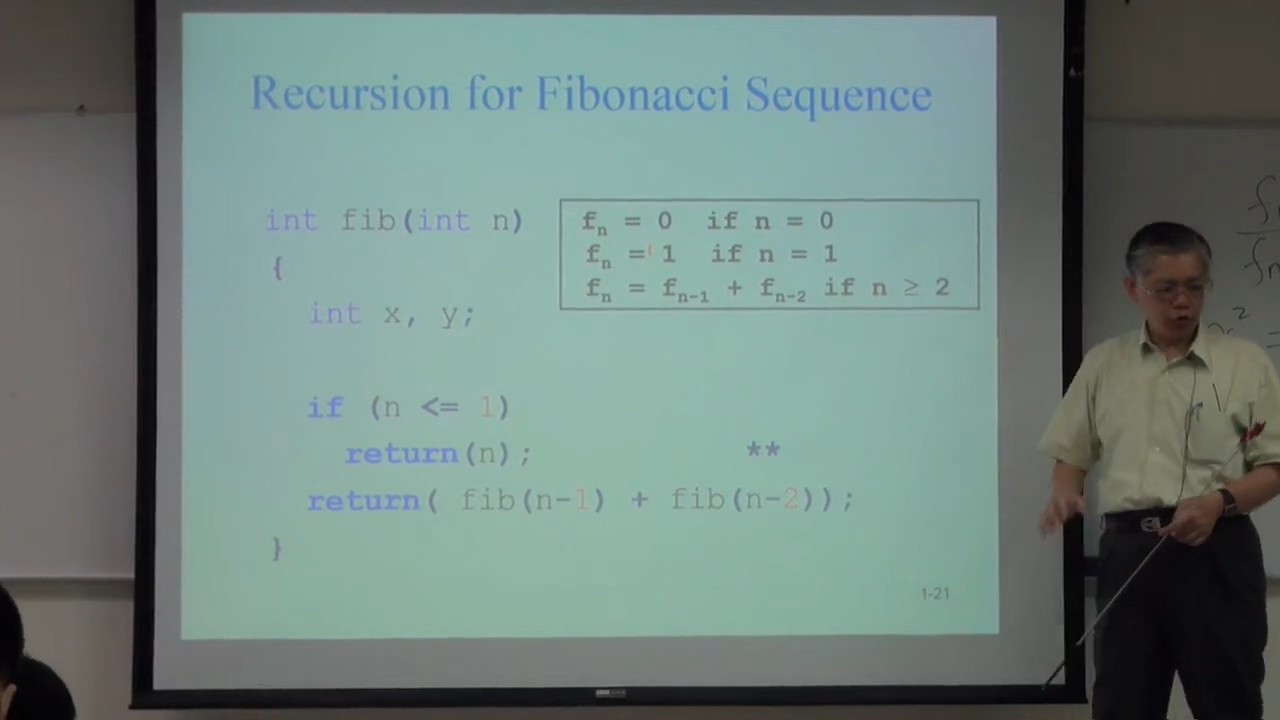 Recursion for Fibonacci Sequence
int fib(int n)
{
int x, y;
if (n <= 1)
return(n);
**
return( fib(n-1) + fib(n-2));
}
fₙ = 0 if n = 0
fₙ = 1 if n = 1
fₙ = fₙ₋₁ + fₙ₋₂ if n ≥ 2
1-21